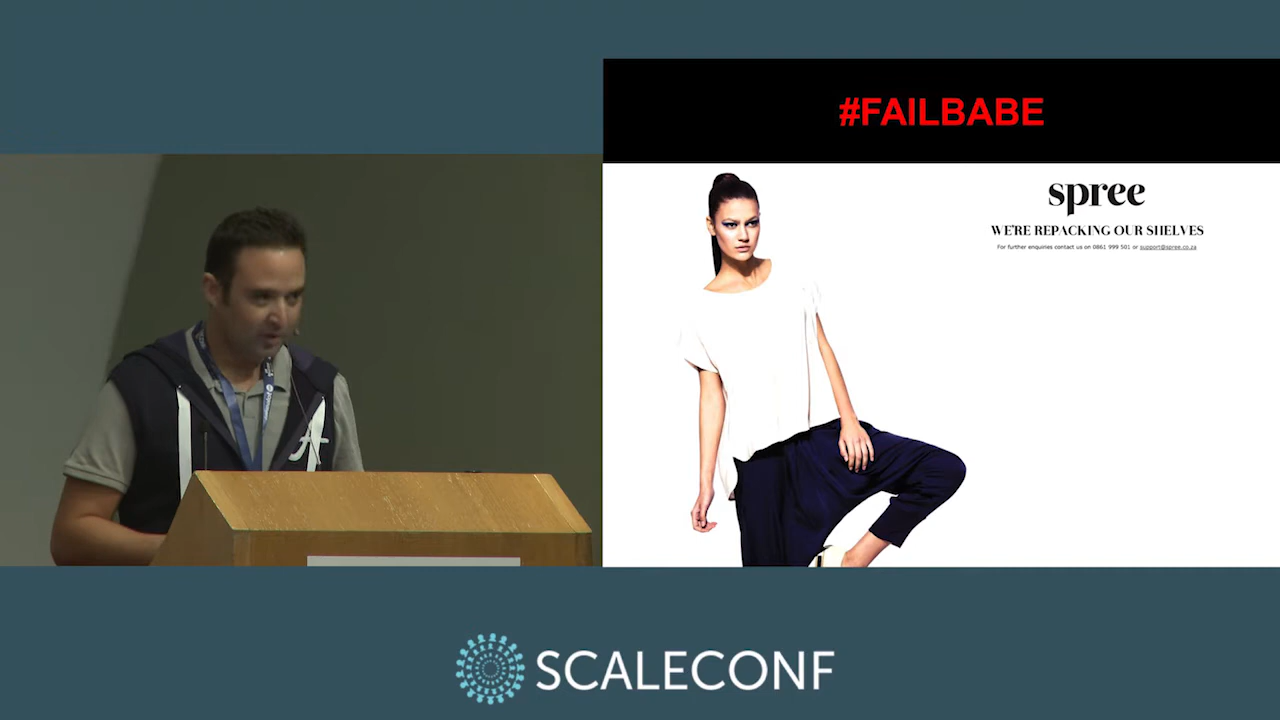 #FAILBABE
spree
WE'RE REPACKING OUR SHELVES
For further enquiries contact us on 0861 999 501 or support@spree.co.za
SCALECONF